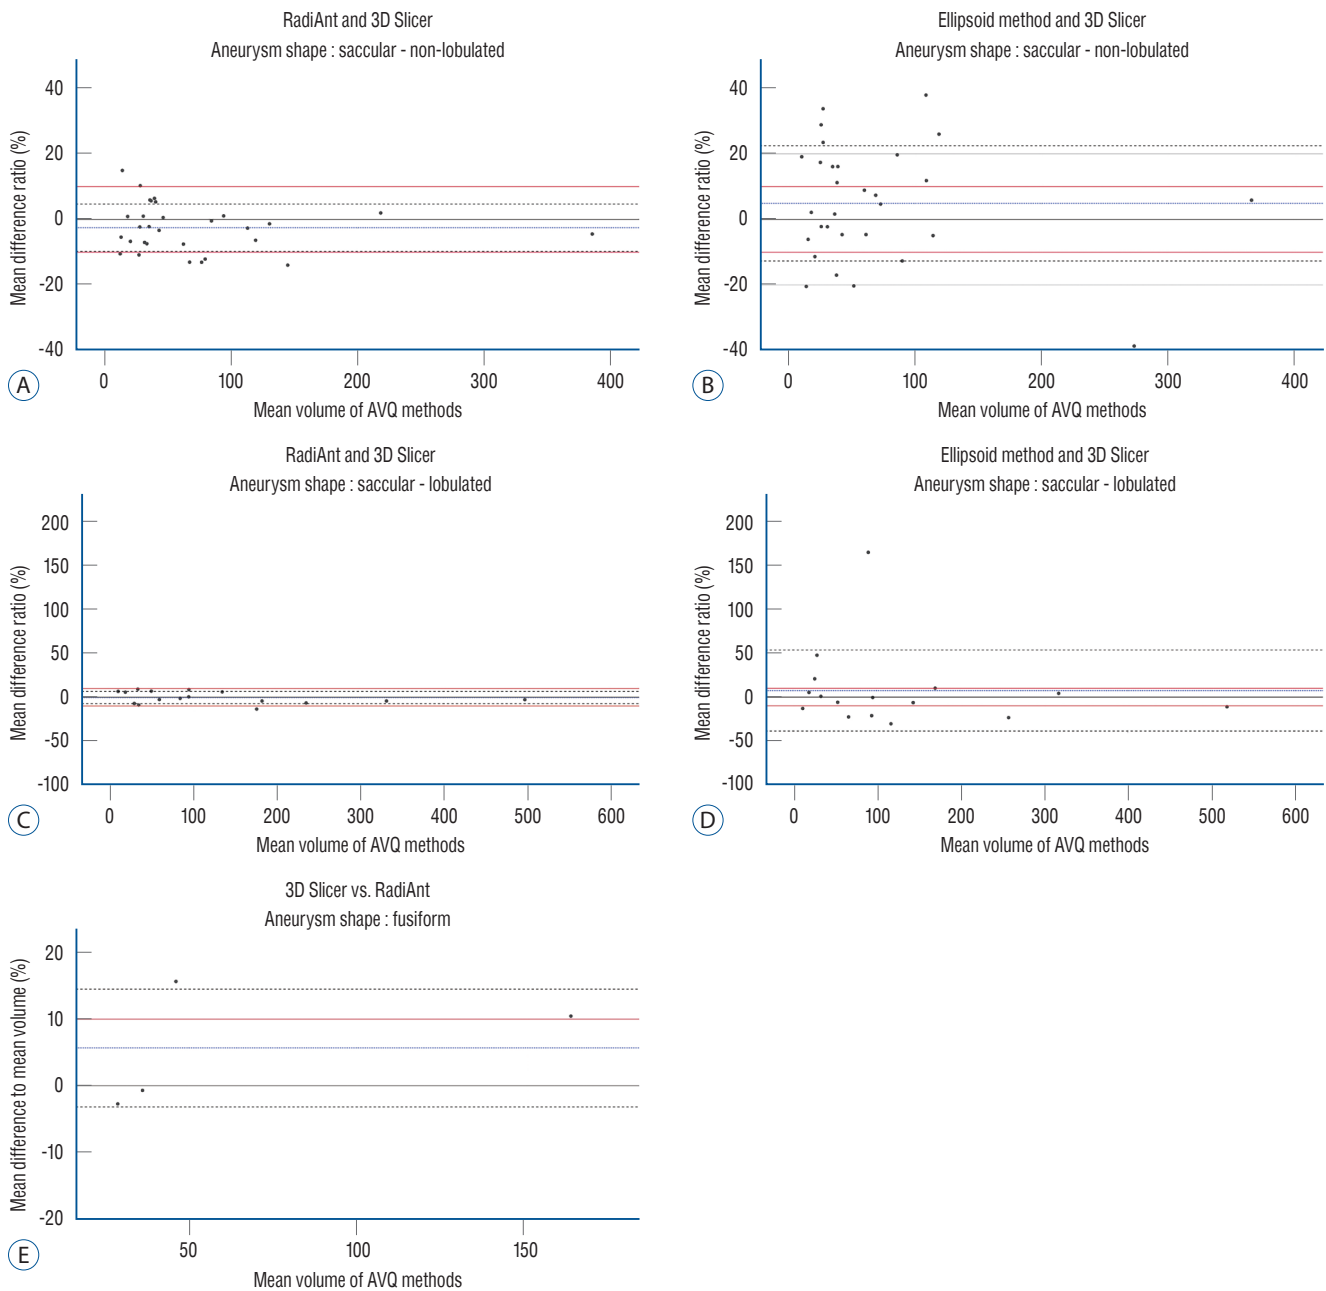 RadiAnt and 3D Slicer
Aneurysm shape : saccular - non-lobulated
Mean difference ratio (%)
40
20
0
-20
-40
0 100 200 300 400
Mean volume of AVQ methods
A
Ellipsoid method and 3D Slicer
Aneurysm shape : saccular - non-lobulated
Mean difference ratio (%)
40
20
0
-20
-40
0 100 200 300 400
Mean volume of AVQ methods
B
RadiAnt and 3D Slicer
Aneurysm shape : saccular - lobulated
Mean difference ratio (%)
200
150
100
50
0
-50
-100
0 100 200 300 400 500 600
Mean volume of AVQ methods
C
Ellipsoid method and 3D Slicer
Aneurysm shape : saccular - lobulated
Mean difference ratio (%)
200
150
100
50
0
-50
-100
0 100 200 300 400 500 600
Mean volume of AVQ methods
D
3D Slicer vs. RadiAnt
Aneurysm shape : fusiform
Mean difference to mean volume (%)
20
10
0
-10
-20
50 100 150
Mean volume of AVQ methods
E